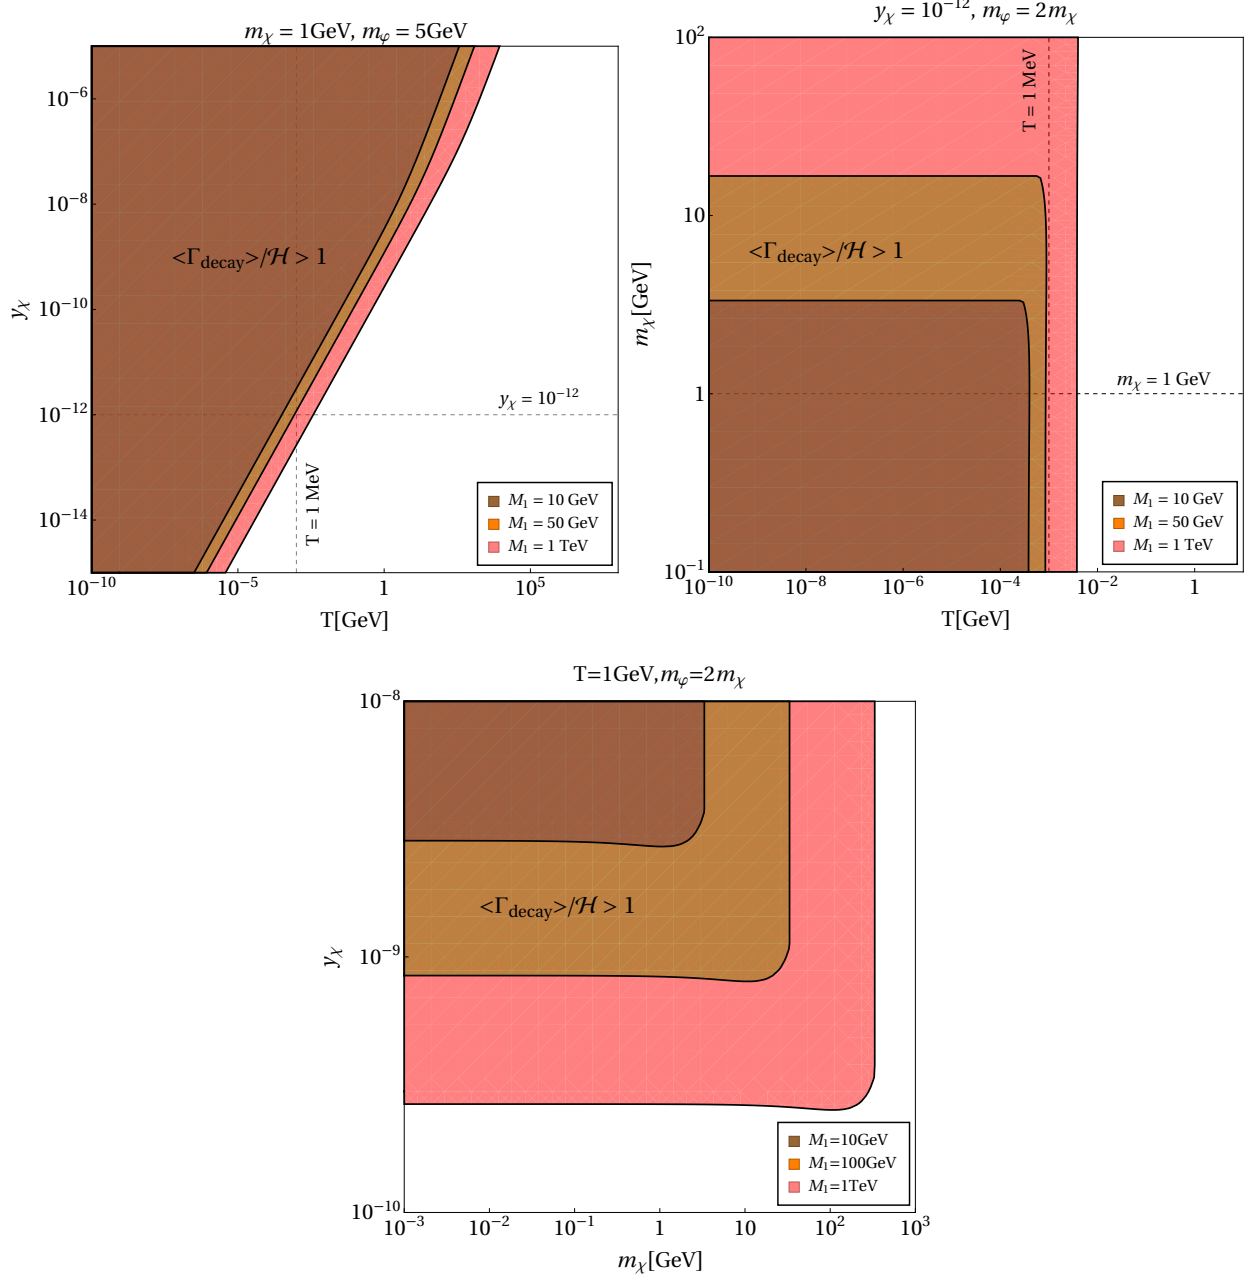 m_χ = 1GeV, m_φ = 5GeV
10^−6
10^−8
10^−10
10^−12
10^−14
y_χ
<Γ_decay>/ℋ > 1
y_χ = 10^−12
T = 1 MeV
M_1 = 10 GeV
M_1 = 50 GeV
M_1 = 1 TeV
10^−10
10^−5
1
10^5
T[GeV]
y_χ = 10^−12, m_φ = 2m_χ
10^2
10
1
10^−1
m_χ[GeV]
T = 1 MeV
<Γ_decay>/ℋ > 1
m_χ = 1 GeV
M_1 = 10 GeV
M_1 = 50 GeV
M_1 = 1 TeV
10^−10
10^−8
10^−6
10^−4
10^−2
1
T[GeV]
T=1GeV,m_φ=2m_χ
10^−8
10^−9
10^−10
y_χ
<Γ_decay>/ℋ > 1
M_1=10GeV
M_1=100GeV
M_1=1TeV
10^−3
10^−2
10^−1
1
10
10^2
10^3
m_χ[GeV]